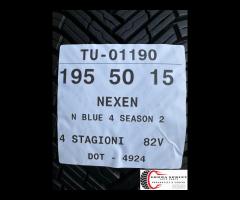 TU-01190
195 50 15
NEXEN
N BLUE 4 SEASON 2
4 STAGIONI 82V
DOT - 4924